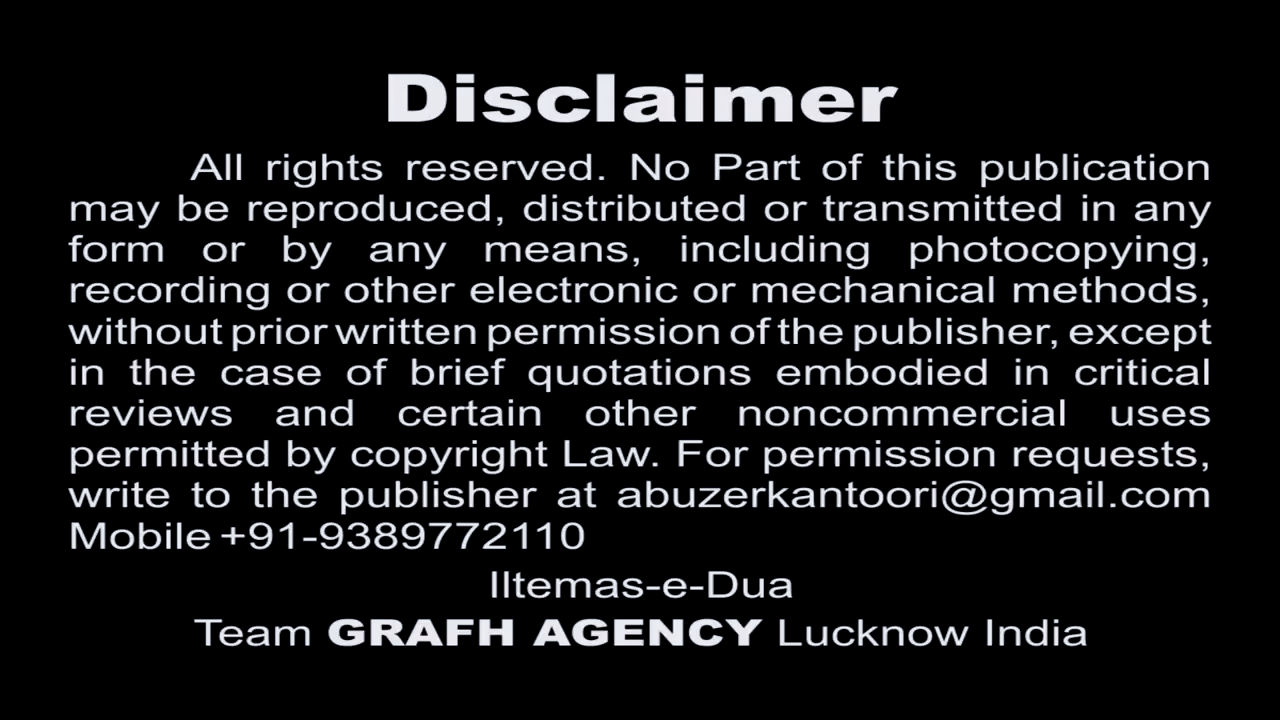 Disclaimer
All rights reserved. No Part of this publication
may be reproduced, distributed or transmitted in any
form or by any means, including photocopying,
recording or other electronic or mechanical methods,
without prior written permission of the publisher, except
in the case of brief quotations embodied in critical
reviews and certain other noncommercial uses
permitted by copyright Law. For permission requests,
write to the publisher at abuzerkantoori@gmail.com
Mobile +91-9389772110
Iltemas-e-Dua
Team GRAFH AGENCY Lucknow India